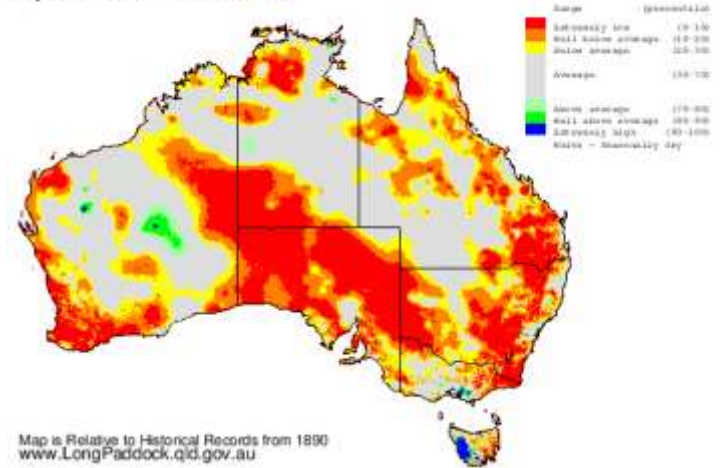 Range (percentile)
Extremely low (0-10)
Well below average (10-20)
Below average (20-30)
Average (30-70)
Above average (70-80)
Well above average (80-90)
Extremely high (90-100)
White - Seasonally dry
Map is Relative to Historical Records from 1890
www.LongPaddock.qld.gov.au